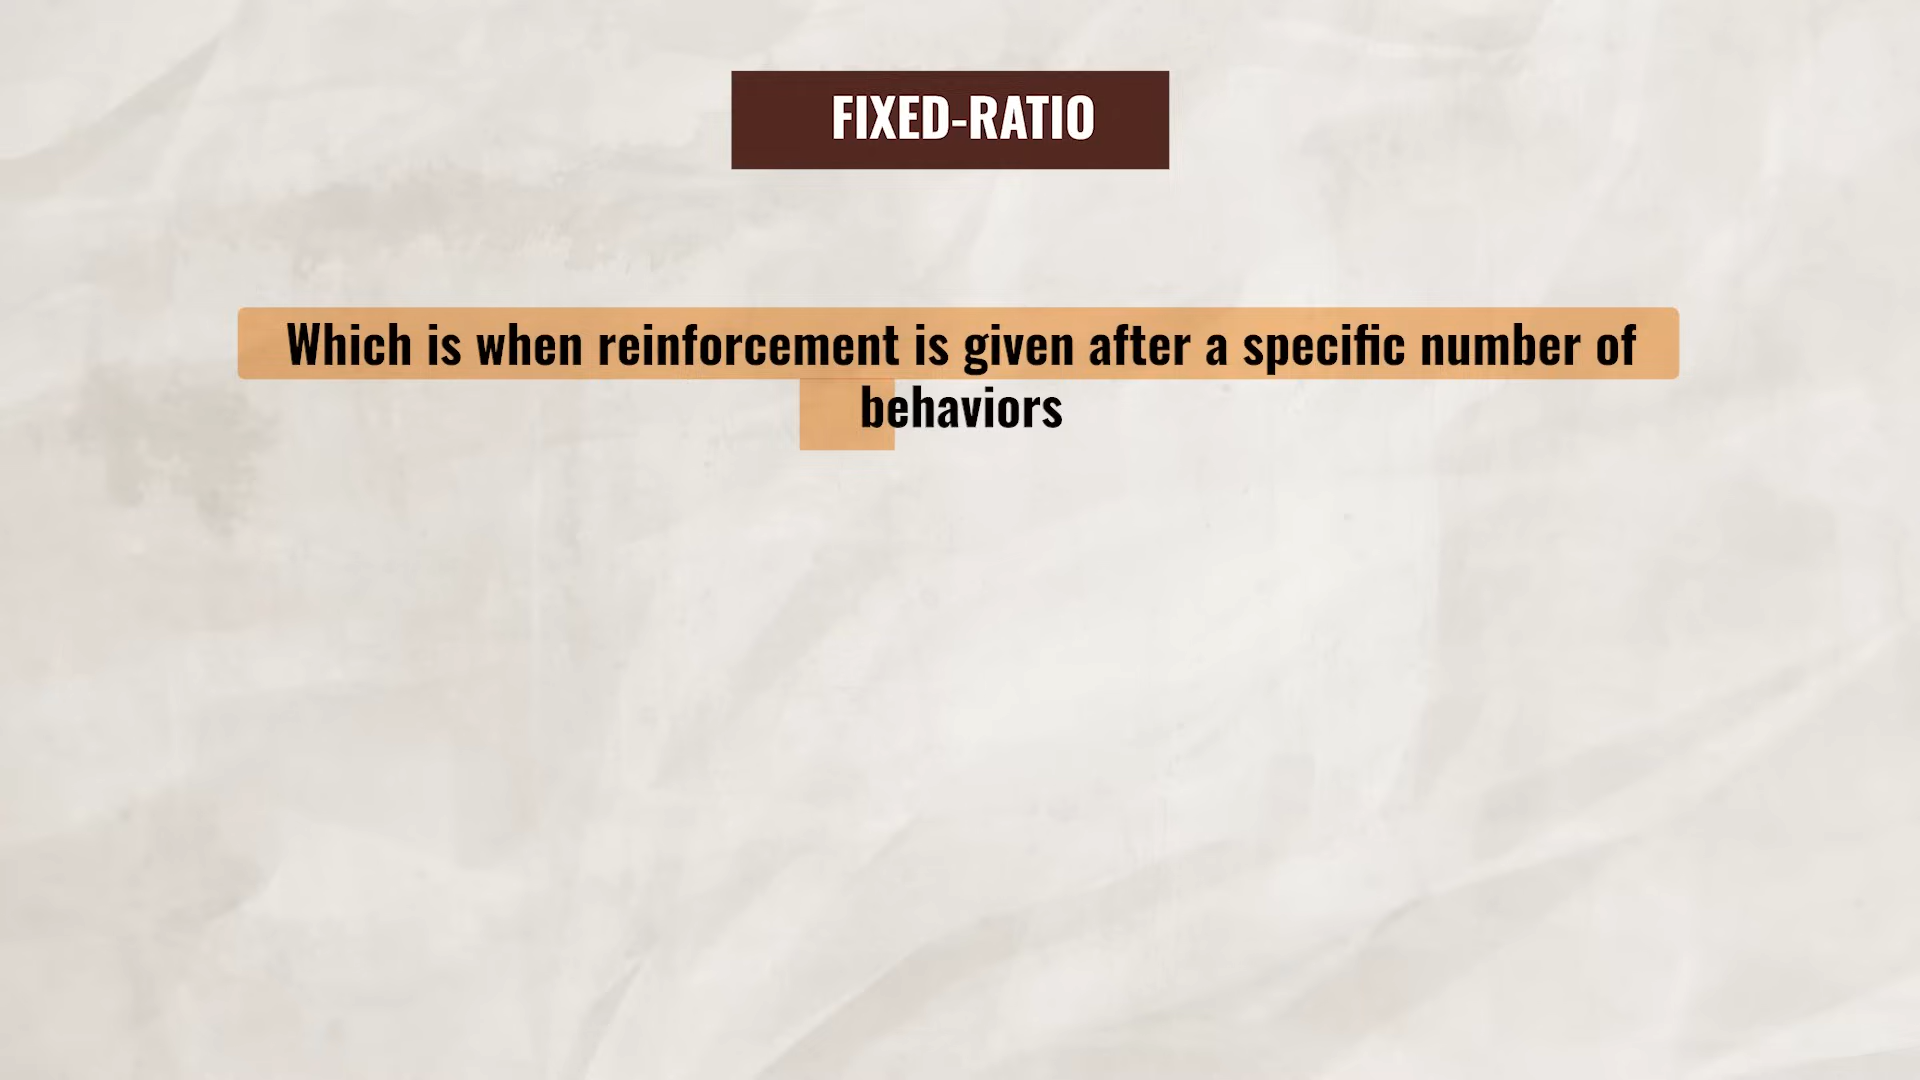 FIXED-RATIO
Which is when reinforcement is given after a specific number of
behaviors